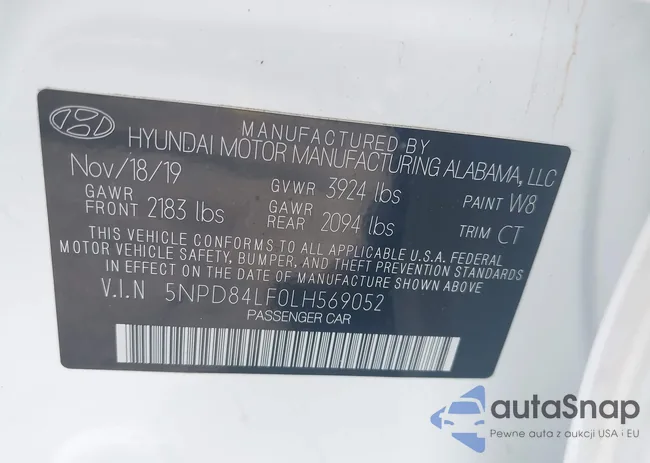 MANUFACTURED BY
HYUNDAI MOTOR MANUFACTURING ALABAMA, LLC
Nov/18/19 GVWR 3924 lbs PAINT W8
GAWR FRONT 2183 lbs GAWR REAR 2094 lbs TRIM CT
THIS VEHICLE CONFORMS TO ALL APPLICABLE U.S.A. FEDERAL
MOTOR VEHICLE SAFETY, BUMPER, AND THEFT PREVENTION STANDARDS
IN EFFECT ON THE DATE OF MANUFACTURE SHOWN ABOVE.
V.I.N 5NPD84LF0LH569052
PASSENGER CAR
autaSnap
Pewne auta z aukcji USA i EU